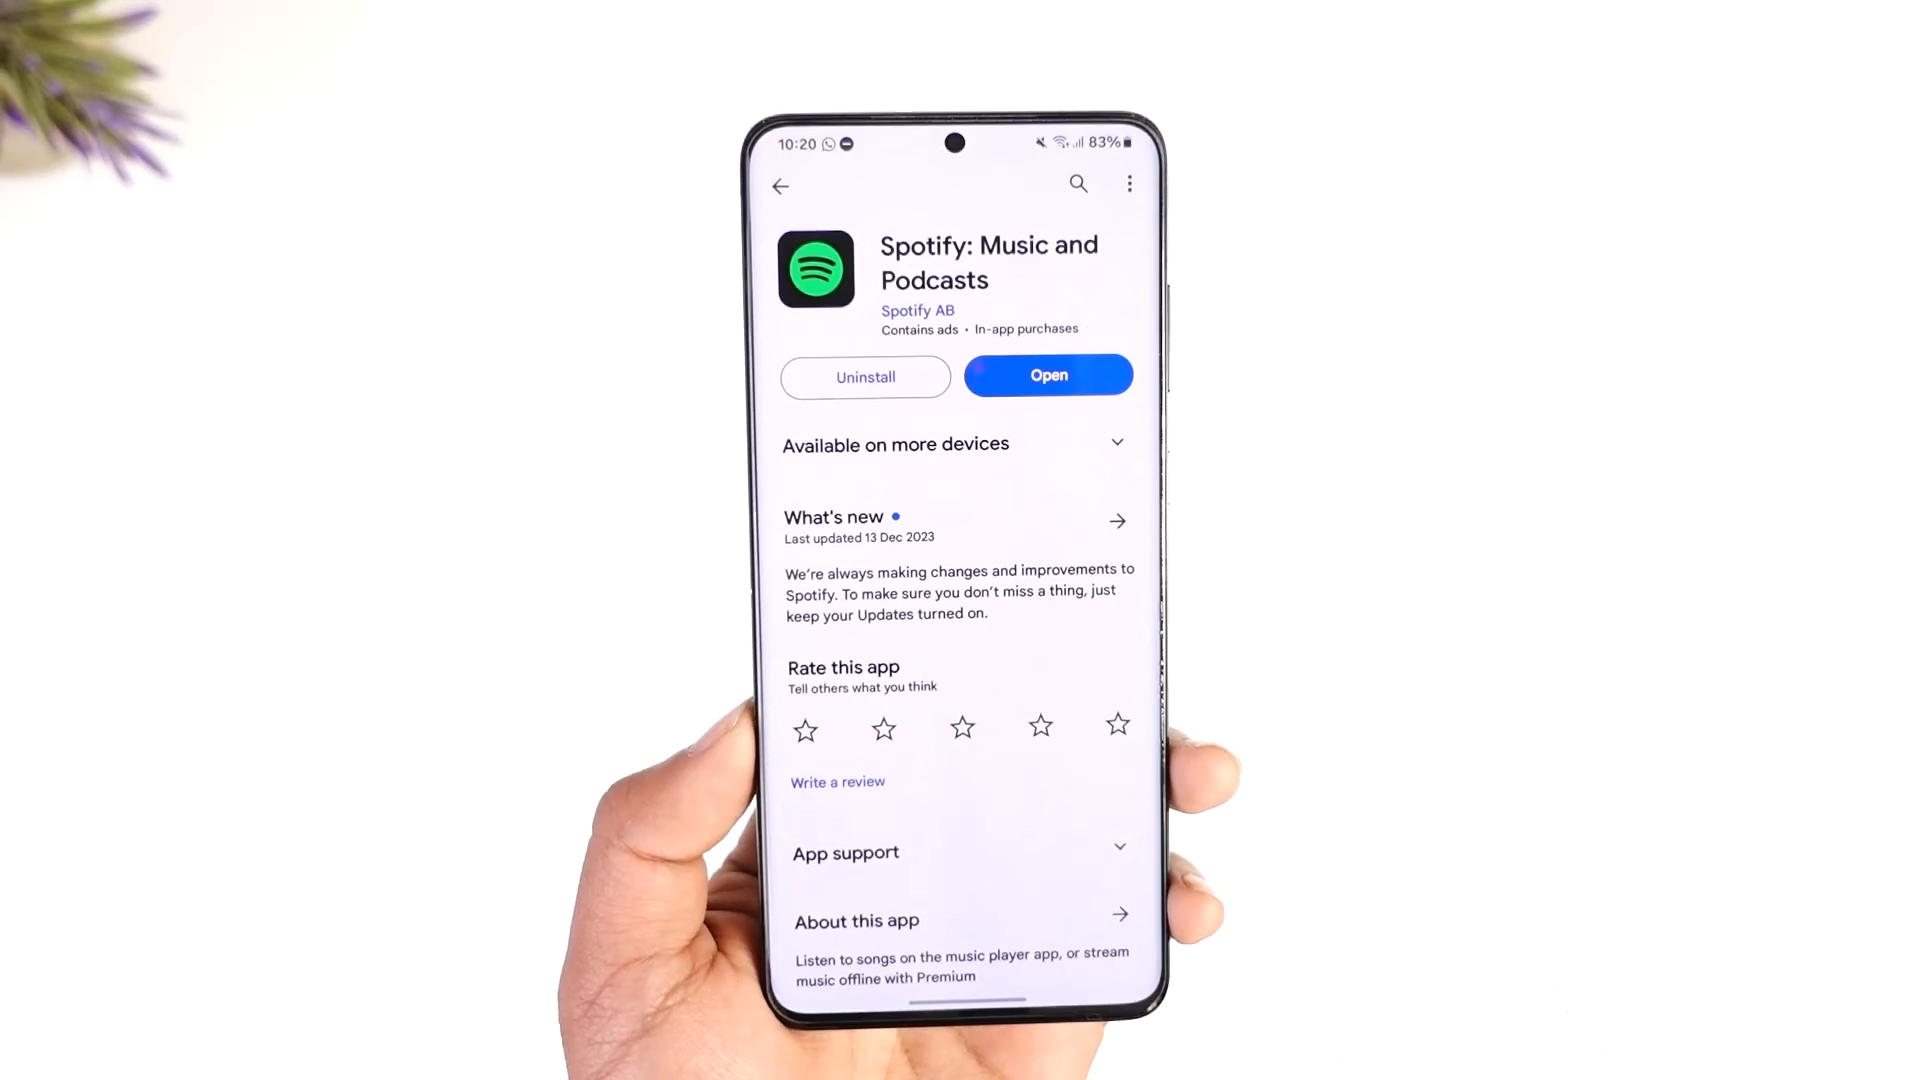 10:20 83%
Spotify: Music and
Podcasts
Spotify AB
Contains ads • In-app purchases
Uninstall Open
Available on more devices
What's new
Last updated 13 Dec 2023
We’re always making changes and improvements to
Spotify. To make sure you don’t miss a thing, just
keep your Updates turned on.
Rate this app
Tell others what you think
Write a review
App support
About this app
Listen to songs on the music player app, or stream
music offline with Premium